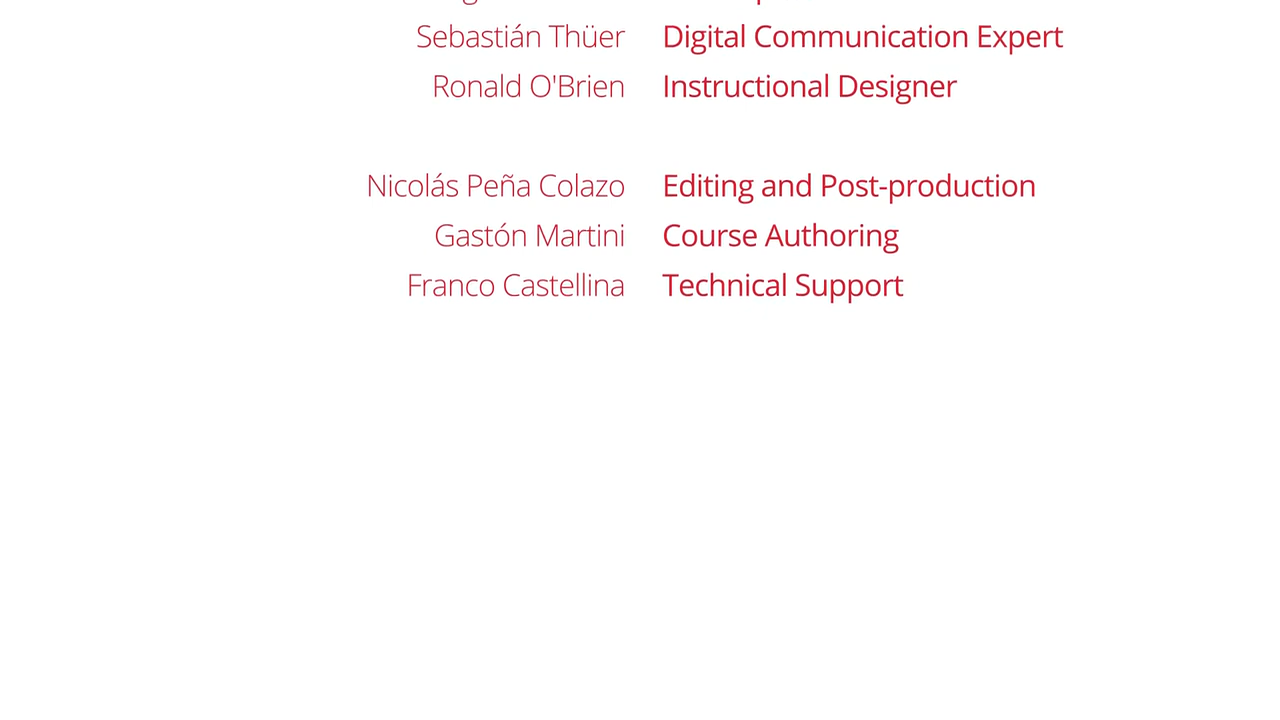 Sebastián Thüer Digital Communication Expert
Ronald O'Brien Instructional Designer
Nicolás Peña Colazo Editing and Post-production
Gastón Martini Course Authoring
Franco Castellina Technical Support